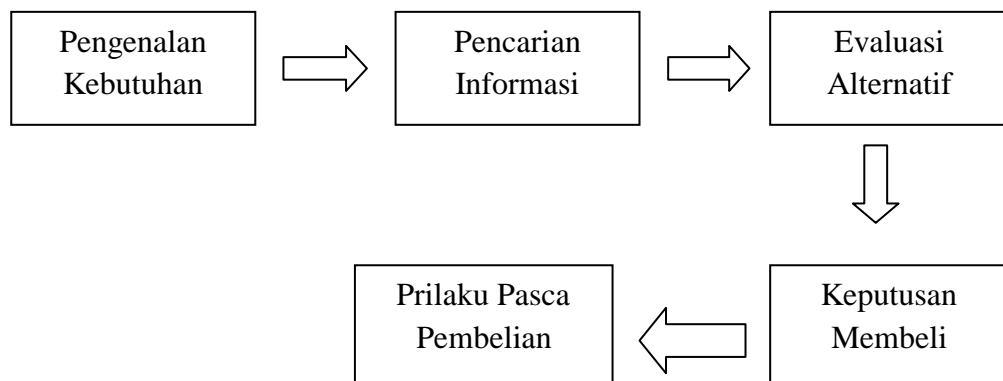 Pengenalan
Kebutuhan
Pencarian
Informasi
Evaluasi
Alternatif
Keputusan
Membeli
Prilaku Pasca
Pembelian